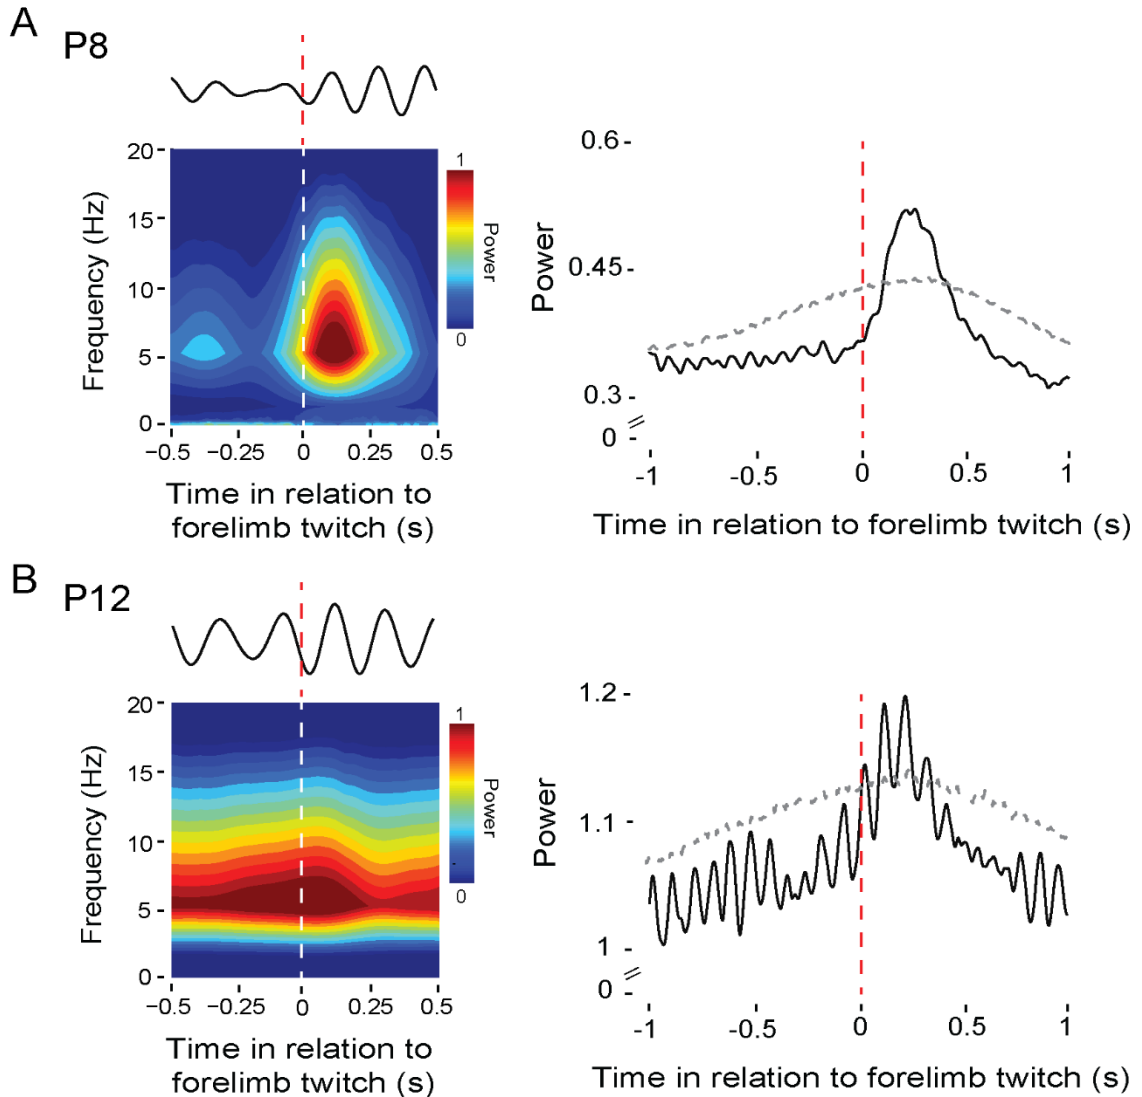 A
P8
20
15
10
5
0
Frequency (Hz)
1
Power
0
−0.5 −0.25 0 0.25 0.5
Time in relation to
forelimb twitch (s)
0.6
0.45
0.3
0
Power
-1 -0.5 0 0.5 1
Time in relation to forelimb twitch (s)
B
P12
20
15
10
5
0
Frequency (Hz)
1
Power
0
−0.5 −0.25 0 0.25 0.5
Time in relation to
forelimb twitch (s)
1.2
1.1
1
0
Power
-1 -0.5 0 0.5 1
Time in relation to forelimb twitch (s)